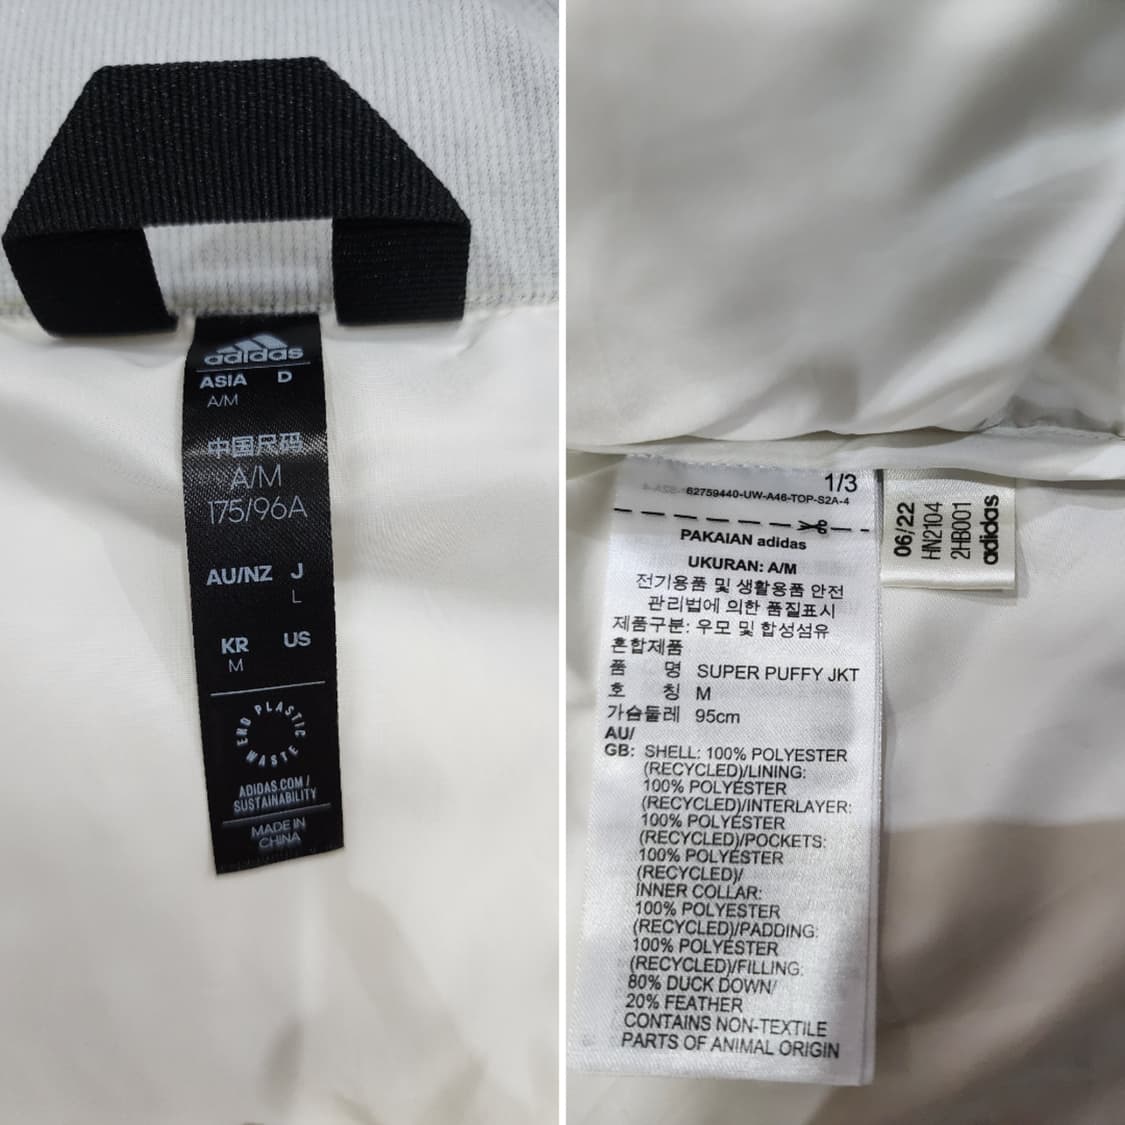 adidas
ASIA D
A/M
中国尺码
A/M
175/96A
AU/NZ J
L
KR US
M
END PLASTIC WASTE
ADIDAS.COM/
SUSTAINABILITY
MADE IN
CHINA
1/3
62759440-UW-A46-TOP-S2A-4
PAKAIAN adidas
UKURAN: A/M
전기용품 및 생활용품 안전
관리법에 의한 품질표시
제품구분: 우모 및 합성섬유
혼합제품
품 명 SUPER PUFFY JKT
호 칭 M
가슴둘레 95cm
AU/
GB: SHELL: 100% POLYESTER
(RECYCLED)/LINING:
100% POLYESTER
(RECYCLED)/INTERLAYER:
100% POLYESTER
(RECYCLED)/POCKETS:
100% POLYESTER
(RECYCLED)/
INNER COLLAR:
100% POLYESTER
(RECYCLED)/PADDING:
100% POLYESTER
(RECYCLED)/FILLING:
80% DUCK DOWN/
20% FEATHER
CONTAINS NON-TEXTILE
PARTS OF ANIMAL ORIGIN
06/22
HN2104
2HB001
adidas